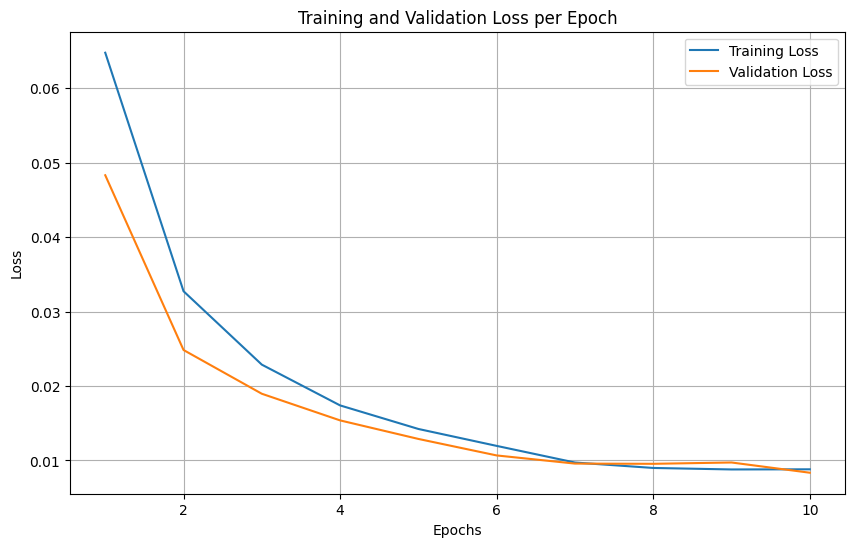 Training and Validation Loss per Epoch
Training Loss
Validation Loss
0.06
0.05
0.04
0.03
0.02
0.01
Loss
2
4
6
8
10
Epochs